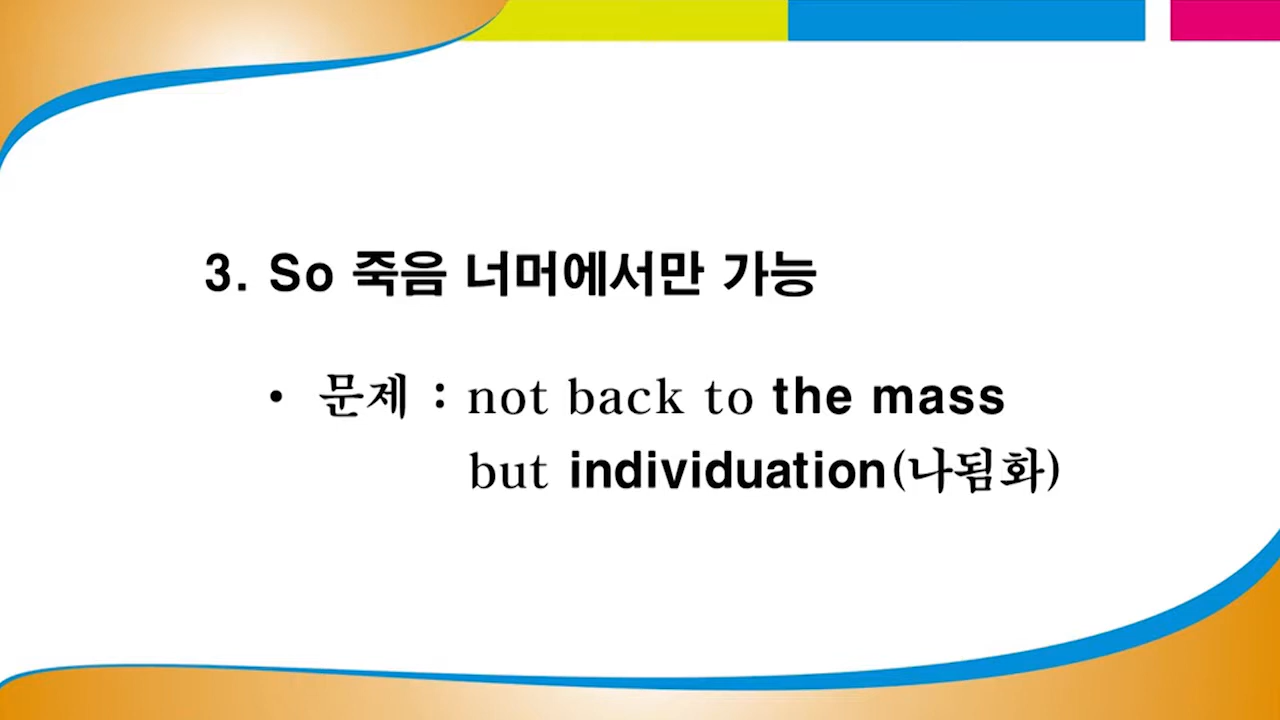 3. So 죽음 너머에서만 가능
• 문제 : not back to the mass
but individuation(나됨화)